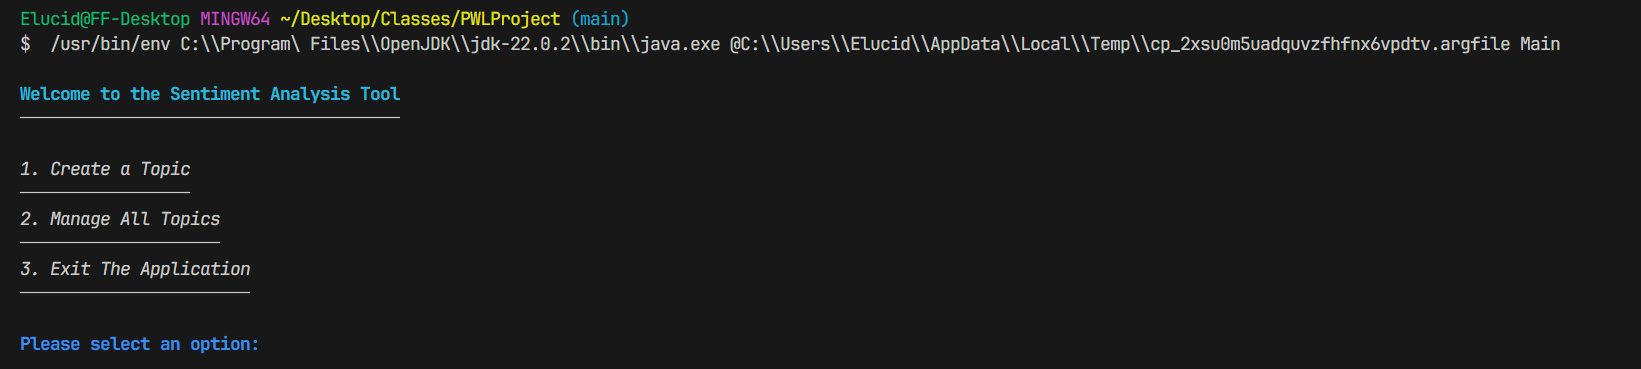 Elucid@FF-Desktop MINGW64 ~/Desktop/Classes/PWLProject (main)
$  /usr/bin/env C:\\Program\ Files\\OpenJDK\\jdk-22.0.2\\bin\\java.exe @C:\\Users\\Elucid\\AppData\\Local\\Temp\\cp_2xsu0m5uadquvzfhfnx6vpdtv.argfile Main
Welcome to the Sentiment Analysis Tool
1. Create a Topic
2. Manage All Topics
3. Exit The Application
Please select an option: